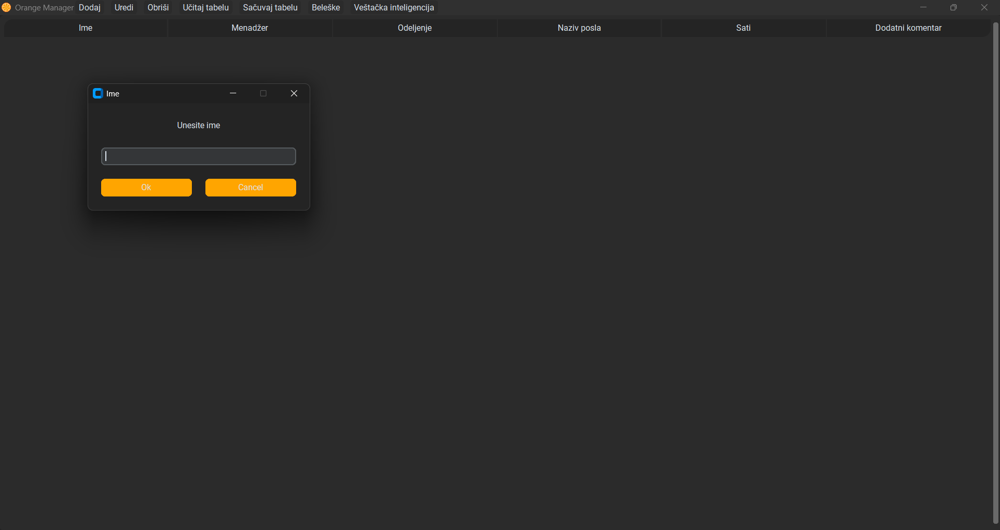 Orange Manager Dodaj Uredi Obriši Učitaj tabelu Sačuvaj tabelu Beleške Veštačka inteligencija
Ime Menadžer Odeljenje Naziv posla Sati Dodatni komentar
Ime
Unesite ime
Ok Cancel